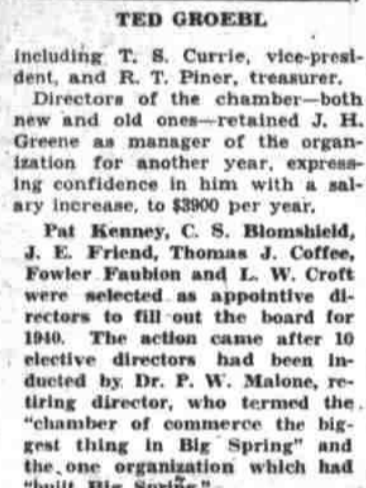 TED GROEBL
including T. S. Currie, vice-presi-
dent, and R. T. Piner, treasurer.
Directors of the chamber—both
new and old ones—retained J. H.
Greene as manager of the organ-
ization for another year, express-
ing confidence in him with a sal-
ary increase, to $3900 per year.
Pat Kenney, C. S. Blomshield,
J. E. Friend, Thomas J. Coffee,
Fowler Faubion and L. W. Croft
were selected as appointive di-
rectors to fill out the board for
1940. The action came after 10
elective directors had been in-
ducted by Dr. P. W. Malone, re-
tiring director, who termed the
"chamber of commerce the big-
gest thing in Big Spring" and
the one organization which had
"built Big Spring."